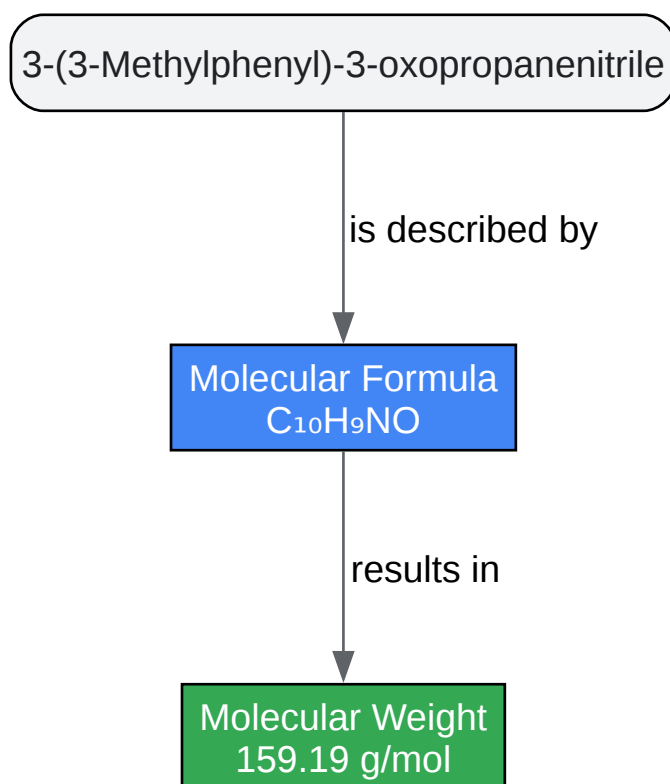 3-(3-Methylphenyl)-3-oxopropanenitrile
is described by
Molecular Formula
C₁₀H₉NO
results in
Molecular Weight
159.19 g/mol